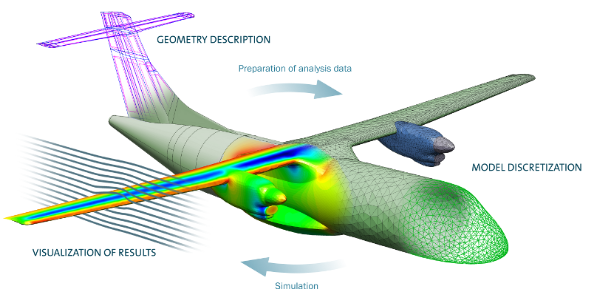 GEOMETRY DESCRIPTION
Preparation of analysis data
MODEL DISCRETIZATION
VISUALIZATION OF RESULTS
Simulation